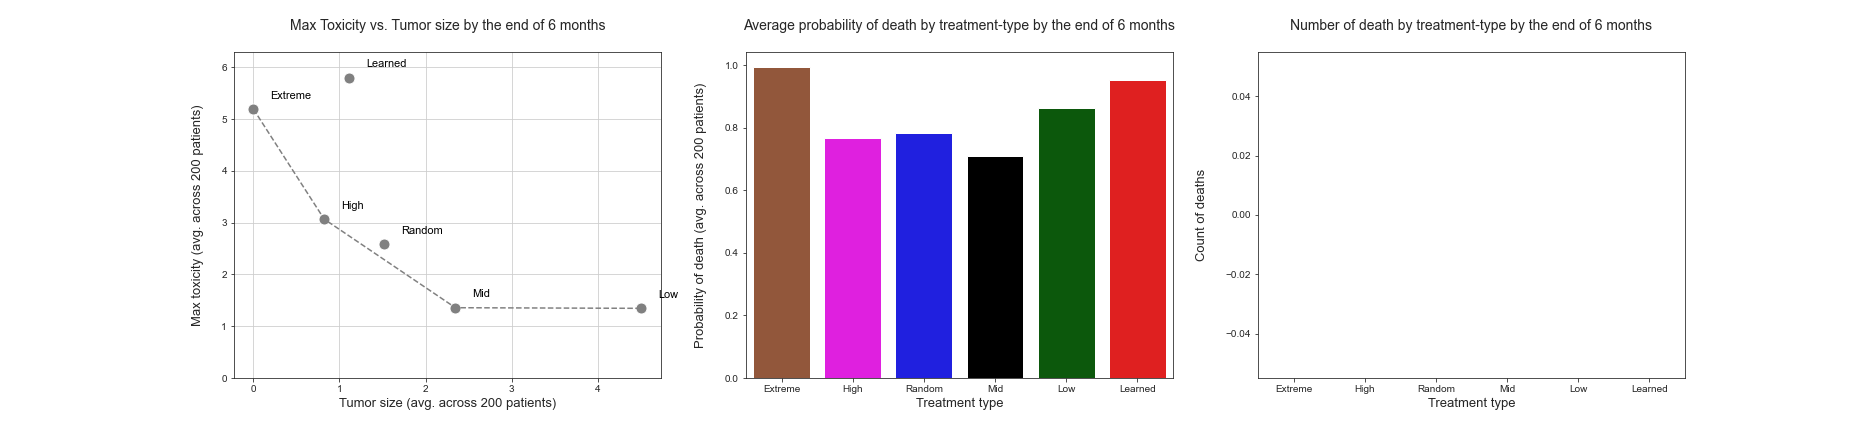 Max Toxicity vs. Tumor size by the end of 6 months
Max toxicity (avg. across 200 patients)
6
5
4
3
2
1
0
Learned
Extreme
High
Random
Mid
Low
0 1 2 3 4
Tumor size (avg. across 200 patients)
Average probability of death by treatment-type by the end of 6 months
Probability of death (avg. across 200 patients)
1.0
0.8
0.6
0.4
0.2
0.0
Extreme High Random Mid Low Learned
Treatment type
Number of death by treatment-type by the end of 6 months
Count of deaths
0.04
0.02
0.00
−0.02
−0.04
Extreme High Random Mid Low Learned
Treatment type